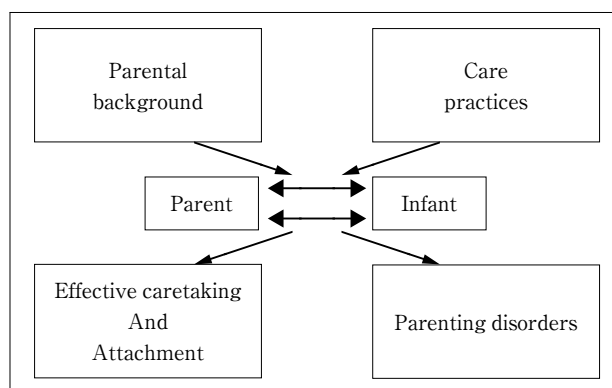 Parental
background
Care
practices
Parent
Infant
Effective caretaking
And
Attachment
Parenting disorders